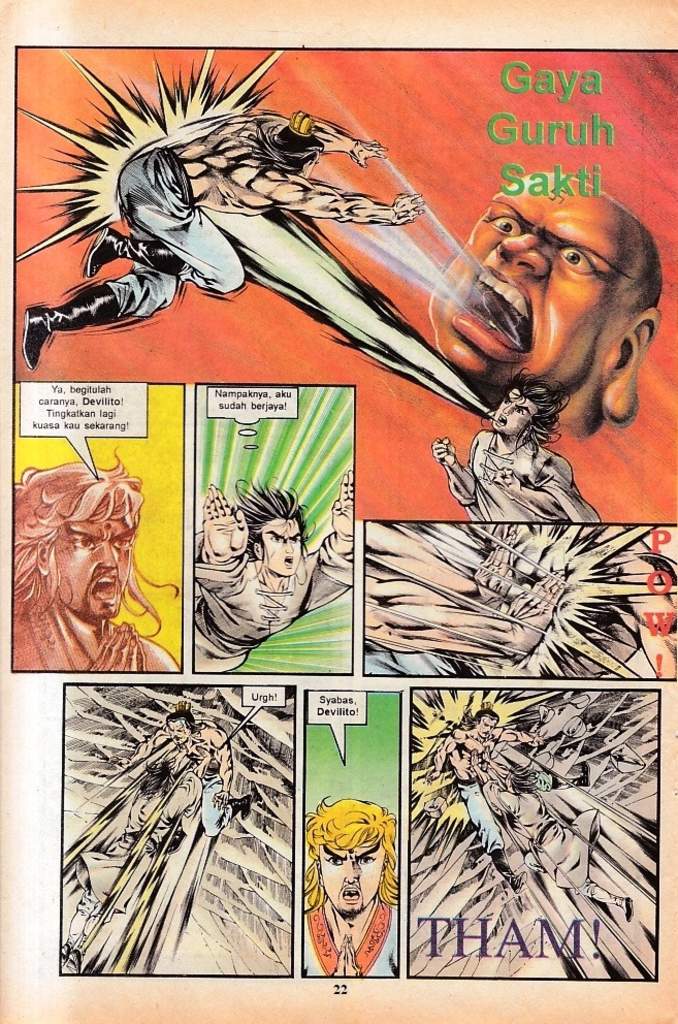 Gaya
Guruh
Sakti
Ya, begitulah
caranya, Devilito!
Tingkatkan lagi
kuasa kau sekarang!
Nampaknya, aku
sudah berjaya!
POW!
Urgh!
Syabas,
Devilito!
THAM!
22